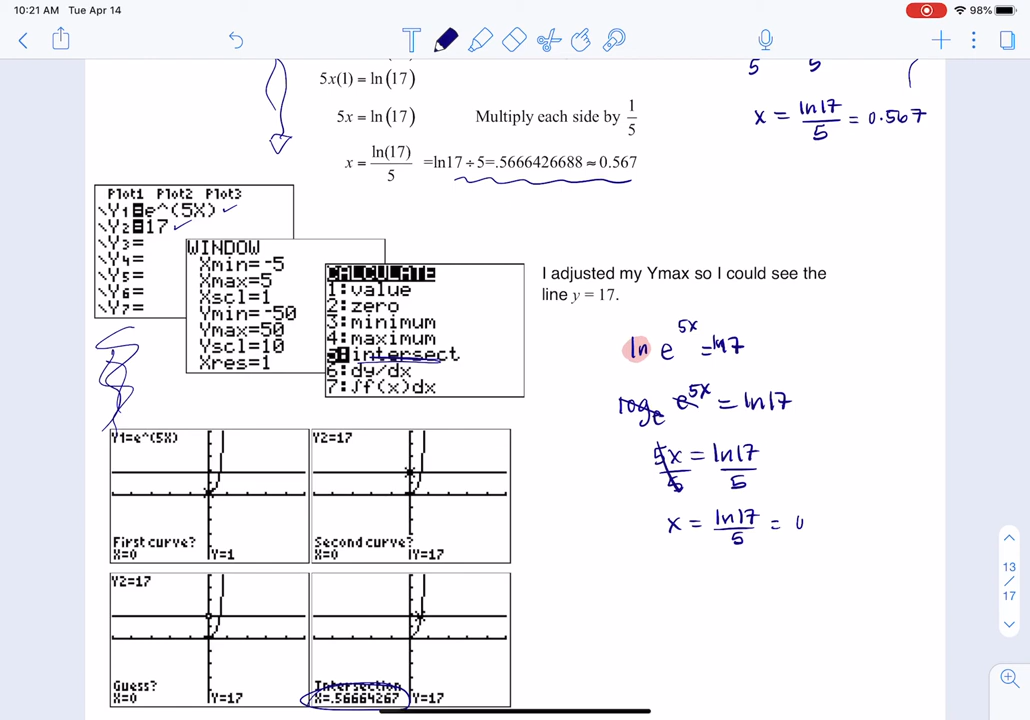 10:21 AM Tue Apr 14
98%
5x(1) = ln(17)
5x = ln(17) Multiply each side by 1/5
x = ln(17)/5 =ln17 ÷ 5=.5666426688 ≈ 0.567
5 5
x = ln17/5 = 0.567
Plot1 Plot2 Plot3
\Y1=e^(5X)
\Y2=17
\Y3=
\Y4=
\Y5=
\Y6=
\Y7=
WINDOW
Xmin=-5
Xmax=5
Xscl=1
Ymin=-50
Ymax=50
Yscl=10
Xres=1
CALCULATE
1:value
2:zero
3:minimum
4:maximum
5:intersect
6:dy/dx
7:∫f(x)dx
I adjusted my Ymax so I could see the
line y = 17.
ln e^5x = ln17
log_e e^5x = ln17
5x/5 = ln17/5
x = ln17/5 = 0
Y1=e^(5X)
First curve?
X=0 Y=1
Y2=17
Second curve?
X=0 Y=17
Y2=17
Guess?
X=0 Y=17
Intersection
X=.56664267 Y=17
13
/
17